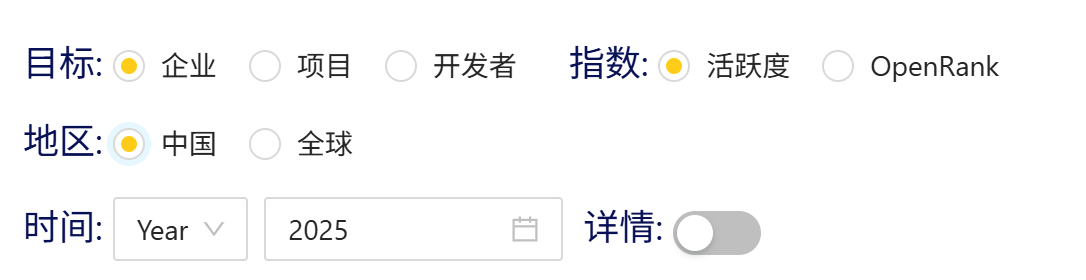 目标: 企业 项目 开发者 指数: 活跃度 OpenRank
地区: 中国 全球
时间: Year 2025 详情: